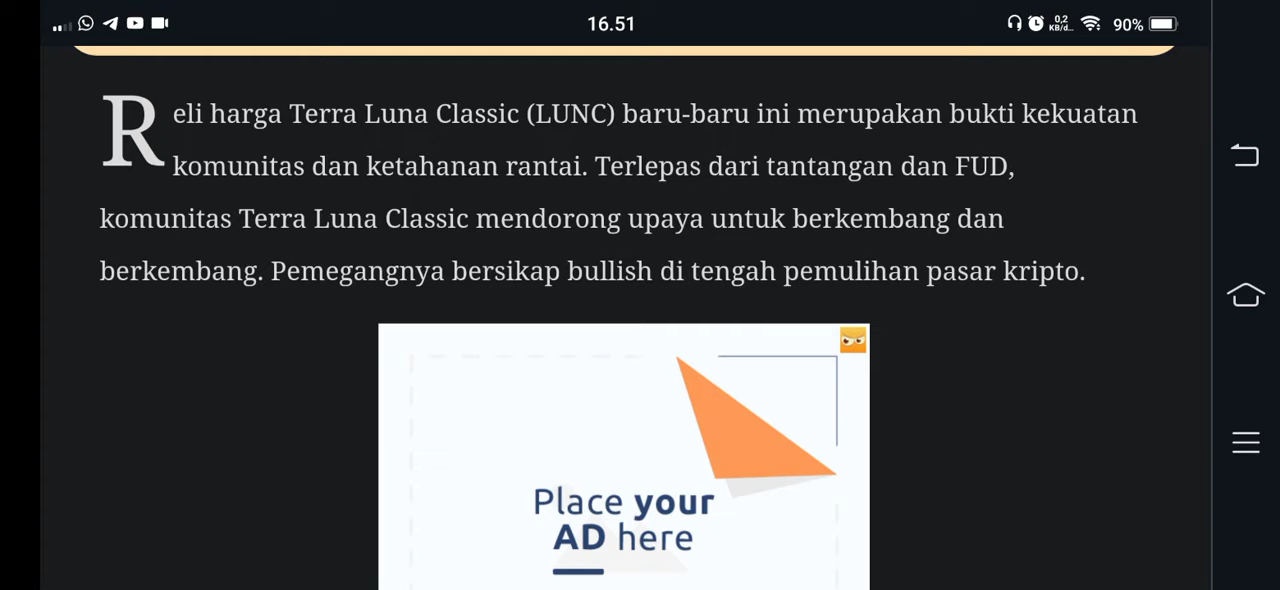 16.51
0,2
KB/d...
90%
Reli harga Terra Luna Classic (LUNC) baru-baru ini merupakan bukti kekuatan
komunitas dan ketahanan rantai. Terlepas dari tantangan dan FUD,
komunitas Terra Luna Classic mendorong upaya untuk berkembang dan
berkembang. Pemegangnya bersikap bullish di tengah pemulihan pasar kripto.
Place your
AD here